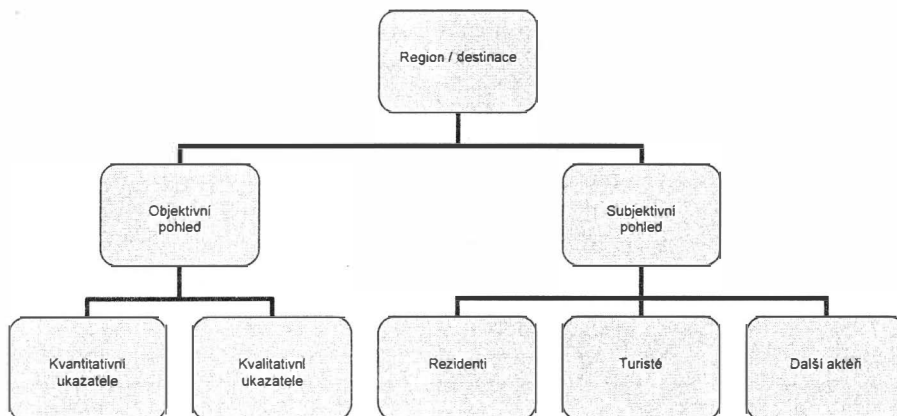 Region / destinace
Objektivní
pohled
Subjektivní
pohled
Kvantitativní
ukazatele
Kvalitativní
ukazatele
Rezidenti
Turisté
Další aktéři